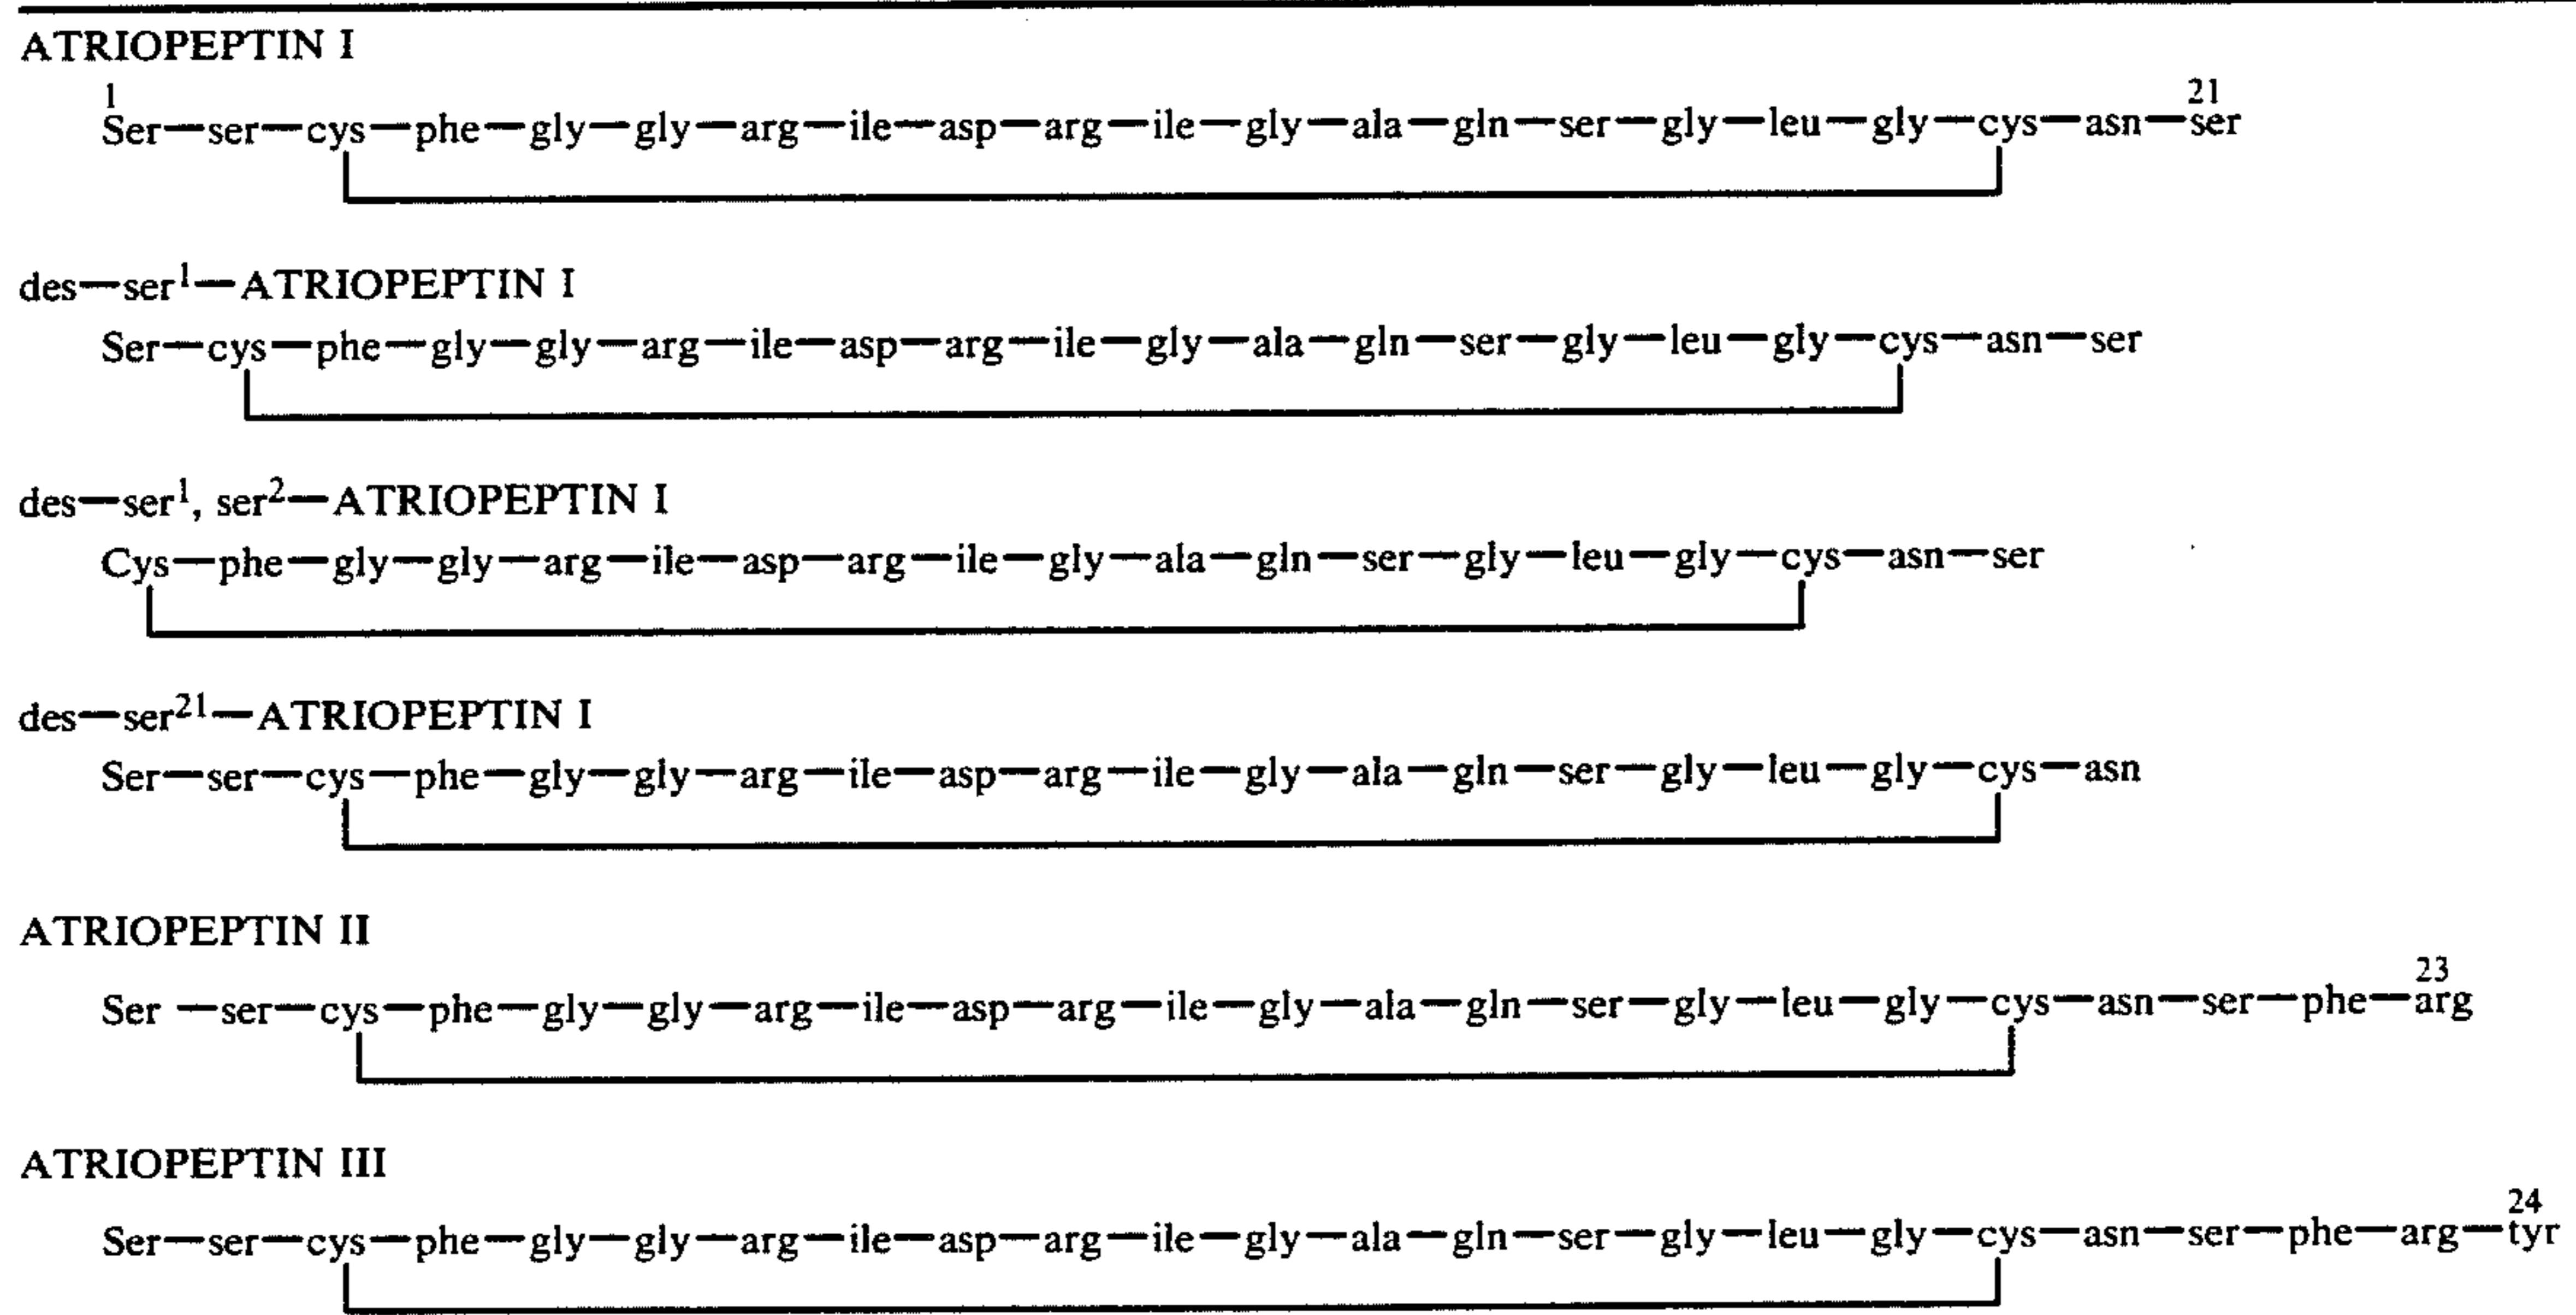 ATRIOPEPTIN I
1 21
Ser—ser—cys—phe—gly—gly—arg—ile—asp—arg—ile—gly—ala—gln—ser—gly—leu—gly—cys—asn—ser
des—ser¹—ATRIOPEPTIN I
Ser—cys—phe—gly—gly—arg—ile—asp—arg—ile—gly—ala—gln—ser—gly—leu—gly—cys—asn—ser
des—ser¹, ser²—ATRIOPEPTIN I
Cys—phe—gly—gly—arg—ile—asp—arg—ile—gly—ala—gln—ser—gly—leu—gly—cys—asn—ser
des—ser²¹—ATRIOPEPTIN I
Ser—ser—cys—phe—gly—gly—arg—ile—asp—arg—ile—gly—ala—gln—ser—gly—leu—gly—cys—asn
ATRIOPEPTIN II
23
Ser —ser—cys—phe—gly—gly—arg—ile—asp—arg—ile—gly—ala—gln—ser—gly—leu—gly—cys—asn—ser—phe—arg
ATRIOPEPTIN III
24
Ser—ser—cys—phe—gly—gly—arg—ile—asp—arg—ile—gly—ala—gln—ser—gly—leu—gly—cys—asn—ser—phe—arg—tyr